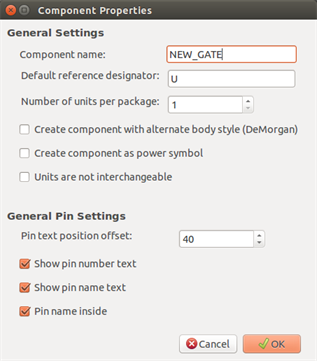 Component Properties
General Settings
Component name: NEW_GATE
Default reference designator: U
Number of units per package: 1
Create component with alternate body style (DeMorgan)
Create component as power symbol
Units are not interchangeable
General Pin Settings
Pin text position offset: 40
Show pin number text
Show pin name text
Pin name inside
Cancel OK